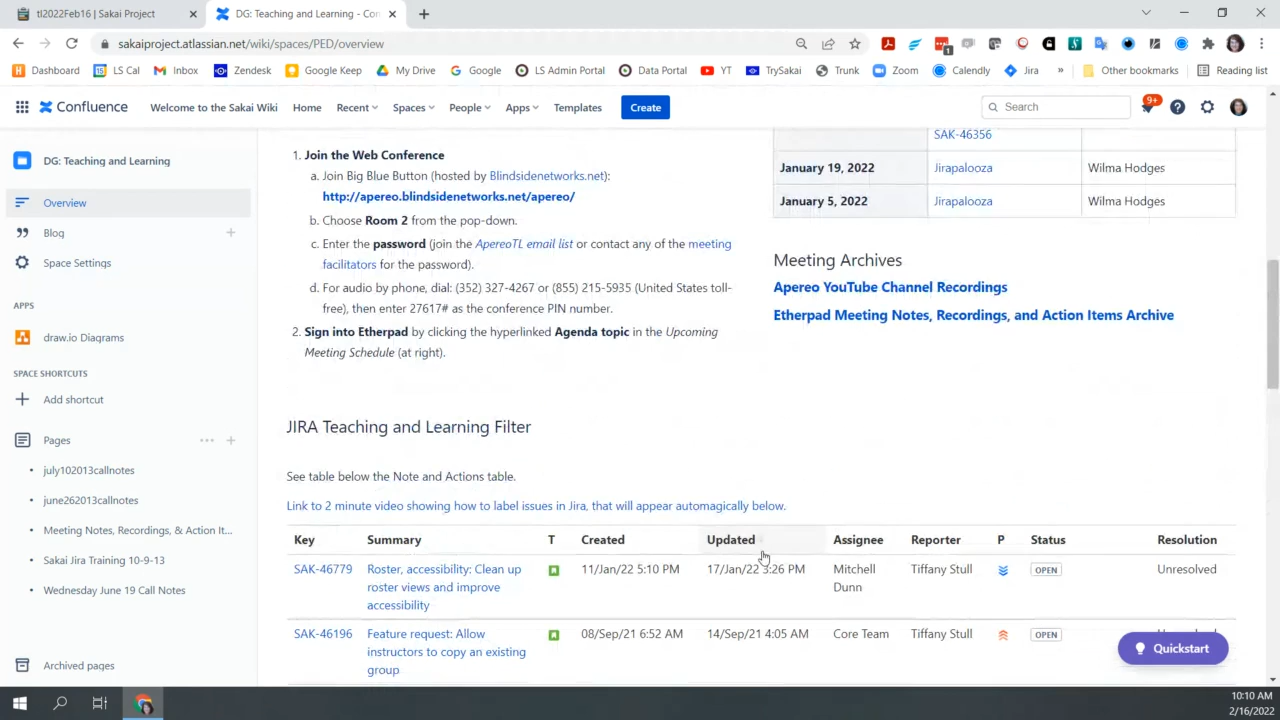 tl2022Feb16 | Sakai Project
DG: Teaching and Learning - Con
sakaiproject.atlassian.net/wiki/spaces/PED/overview
Dashboard
LS Cal
Inbox
Zendesk
Google Keep
My Drive
Google
LS Admin Portal
Data Portal
YT
TrySakai
Trunk
Zoom
Calendly
Jira
»
Other bookmarks
Reading list
Confluence
Welcome to the Sakai Wiki
Home
Recent
Spaces
People
Apps
Templates
Create
Search
9+
DG: Teaching and Learning
Overview
Blog
Space Settings
APPS
draw.io Diagrams
SPACE SHORTCUTS
Add shortcut
Pages
july102013callnotes
june262013callnotes
Meeting Notes, Recordings, & Action It...
Sakai Jira Training 10-9-13
Wednesday June 19 Call Notes
Archived pages
1. Join the Web Conference
a. Join Big Blue Button (hosted by Blindsidenetworks.net):
http://apereo.blindsidenetworks.net/apereo/
b. Choose Room 2 from the pop-down.
c. Enter the password (join the ApereoTL email list or contact any of the meeting
facilitators for the password).
d. For audio by phone, dial: (352) 327-4267 or (855) 215-5935 (United States toll-
free), then enter 27617# as the conference PIN number.
2. Sign into Etherpad by clicking the hyperlinked Agenda topic in the Upcoming
Meeting Schedule (at right).
SAK-46356
January 19, 2022 Jirapalooza Wilma Hodges
January 5, 2022 Jirapalooza Wilma Hodges
Meeting Archives
Apereo YouTube Channel Recordings
Etherpad Meeting Notes, Recordings, and Action Items Archive
JIRA Teaching and Learning Filter
See table below the Note and Actions table.
Link to 2 minute video showing how to label issues in Jira, that will appear automagically below.
Key Summary T Created Updated Assignee Reporter P Status Resolution
SAK-46779 Roster, accessibility: Clean up 11/Jan/22 5:10 PM 17/Jan/22 3:26 PM Mitchell Tiffany Stull OPEN Unresolved
roster views and improve Dunn
accessibility
SAK-46196 Feature request: Allow 08/Sep/21 6:52 AM 14/Sep/21 4:05 AM Core Team Tiffany Stull OPEN
instructors to copy an existing
group
Quickstart
10:10 AM
2/16/2022